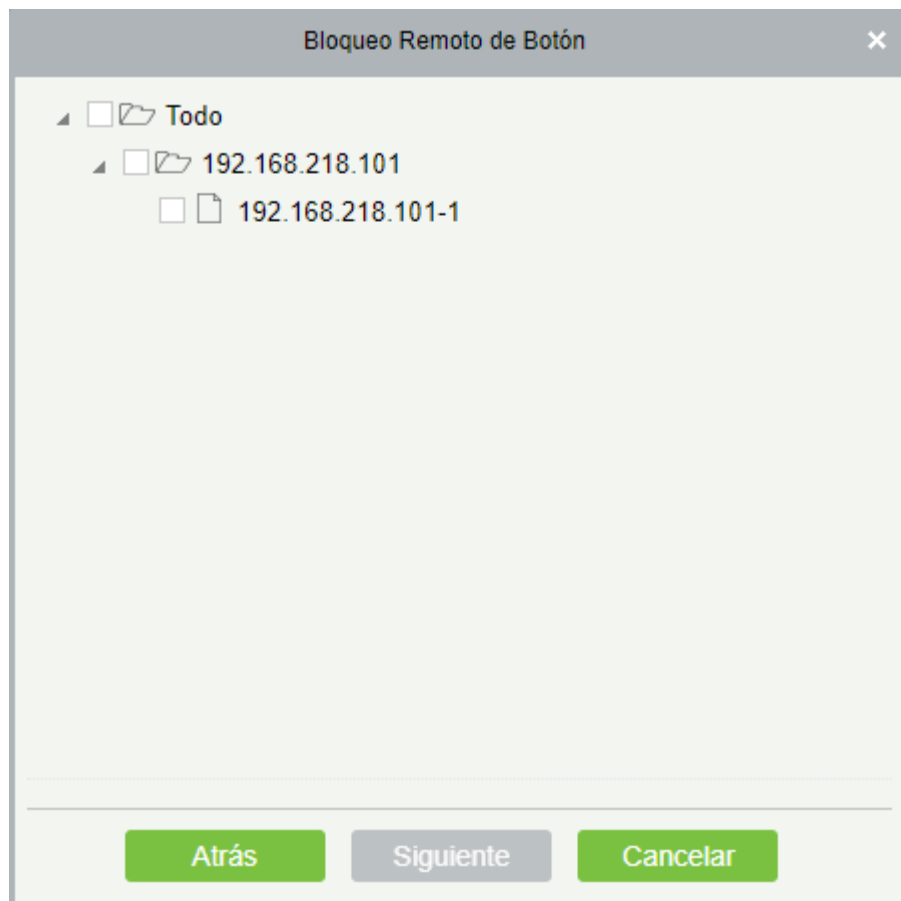 Bloqueo Remoto de Botón
Todo
192.168.218.101
192.168.218.101-1
Atrás Siguiente Cancelar